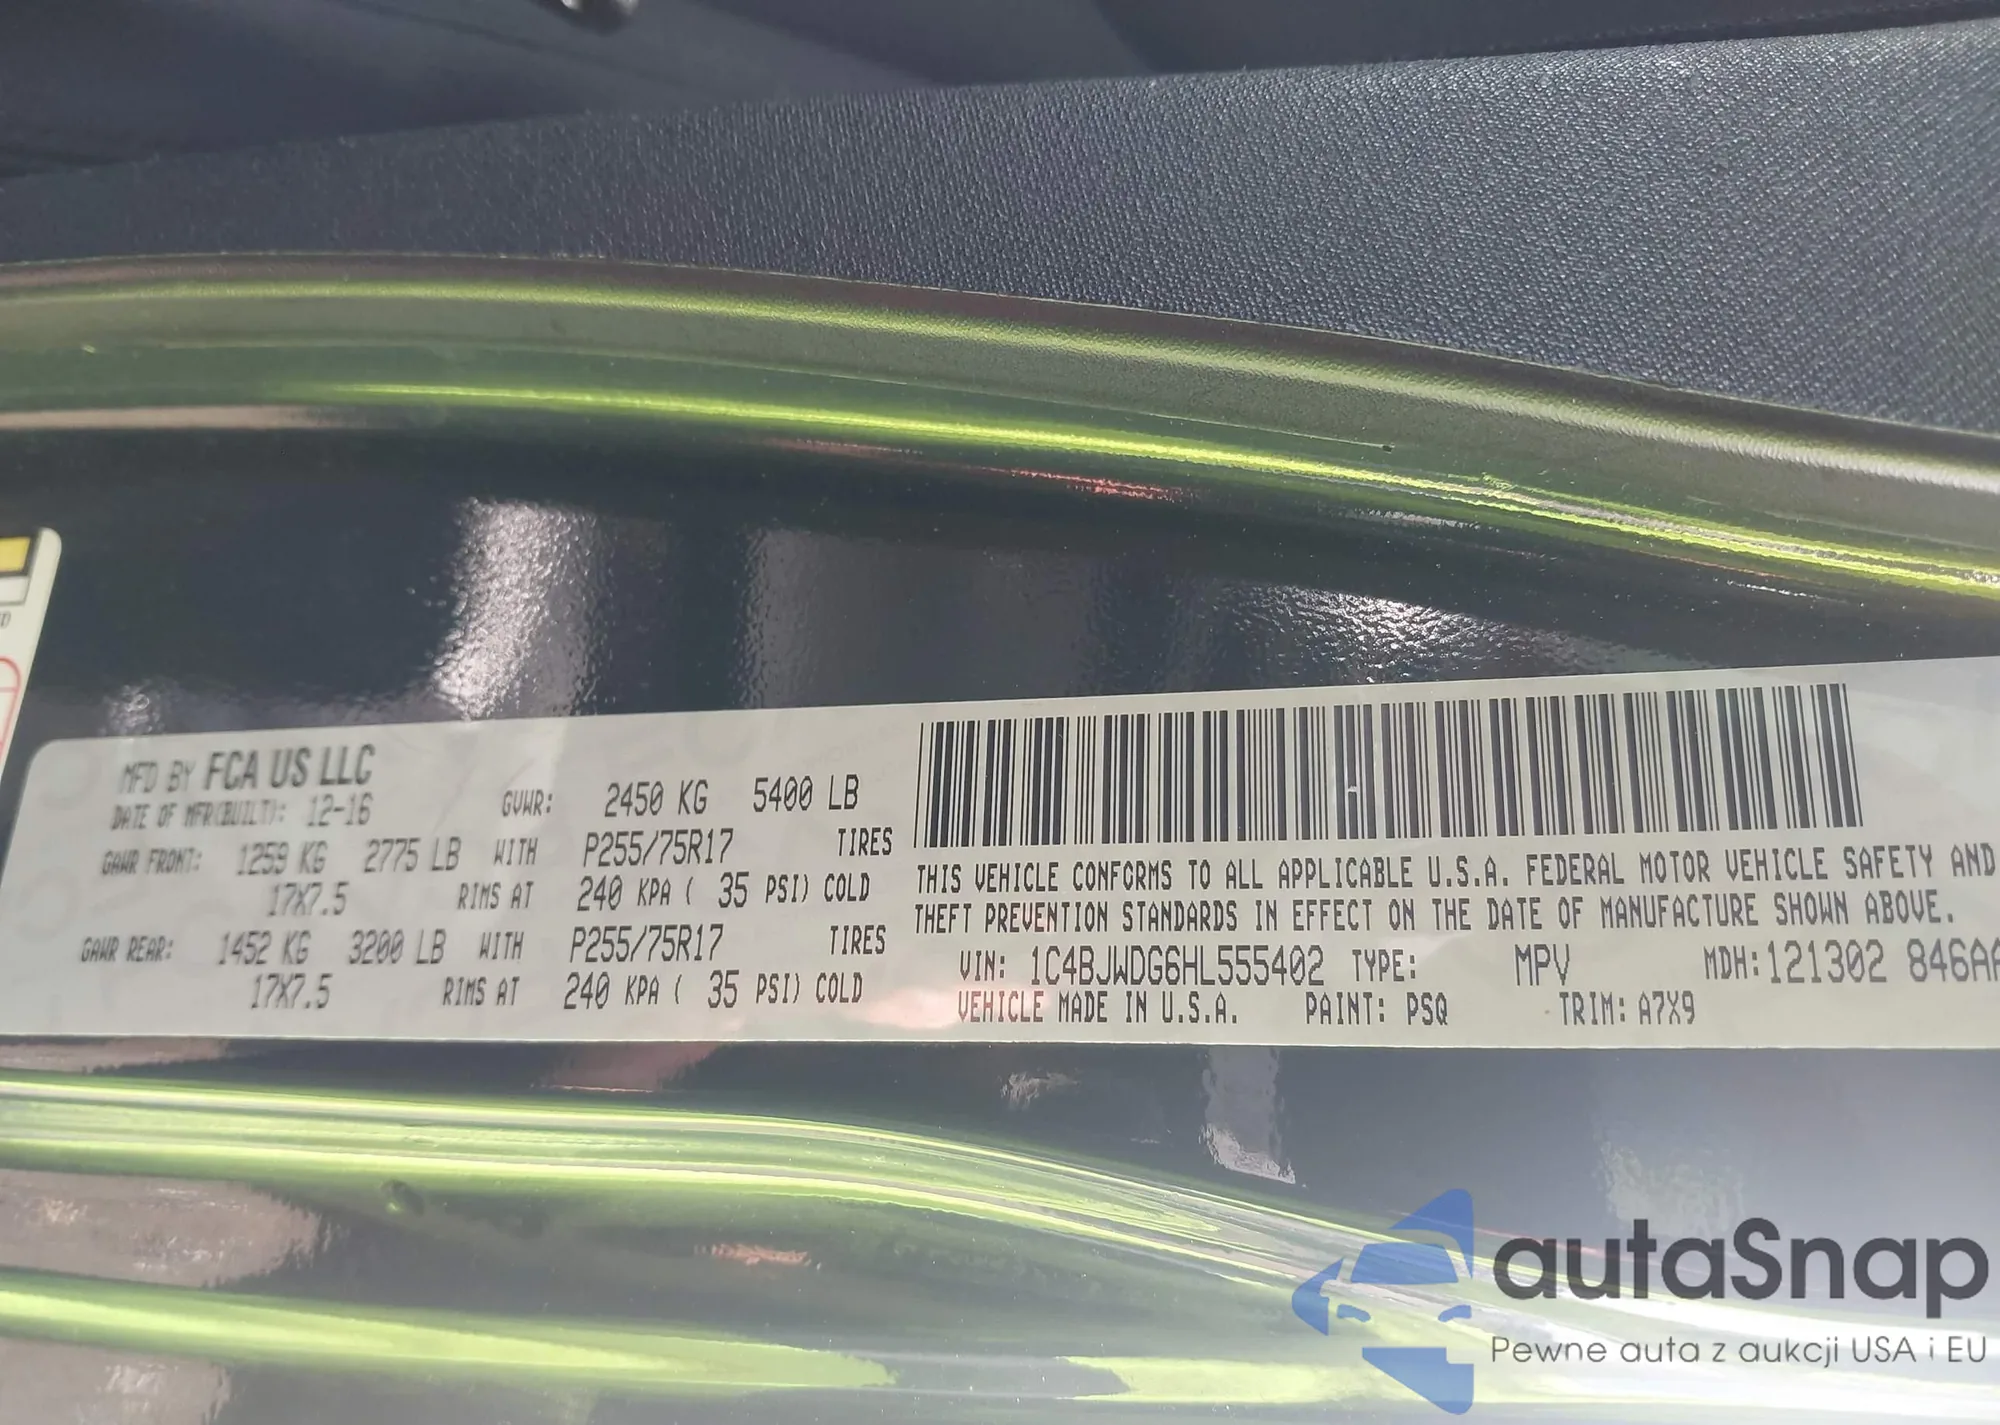 MFD BY FCA US LLC
DATE OF MFR(BUILT): 12-16
GVWR: 2450 KG 5400 LB
GAWR FRONT: 1259 KG 2775 LB WITH P255/75R17 TIRES
17X7.5 RIMS AT 240 KPA ( 35 PSI) COLD
GAWR REAR: 1452 KG 3200 LB WITH P255/75R17 TIRES
17X7.5 RIMS AT 240 KPA ( 35 PSI) COLD
THIS VEHICLE CONFORMS TO ALL APPLICABLE U.S.A. FEDERAL MOTOR VEHICLE SAFETY AND
THEFT PREVENTION STANDARDS IN EFFECT ON THE DATE OF MANUFACTURE SHOWN ABOVE.
VIN: 1C4BJWDG6HL555402 TYPE: MPV MDH:121302 846AA
VEHICLE MADE IN U.S.A. PAINT: PSQ TRIM: A7X9
autaSnap
Pewne auta z aukcji USA i EU